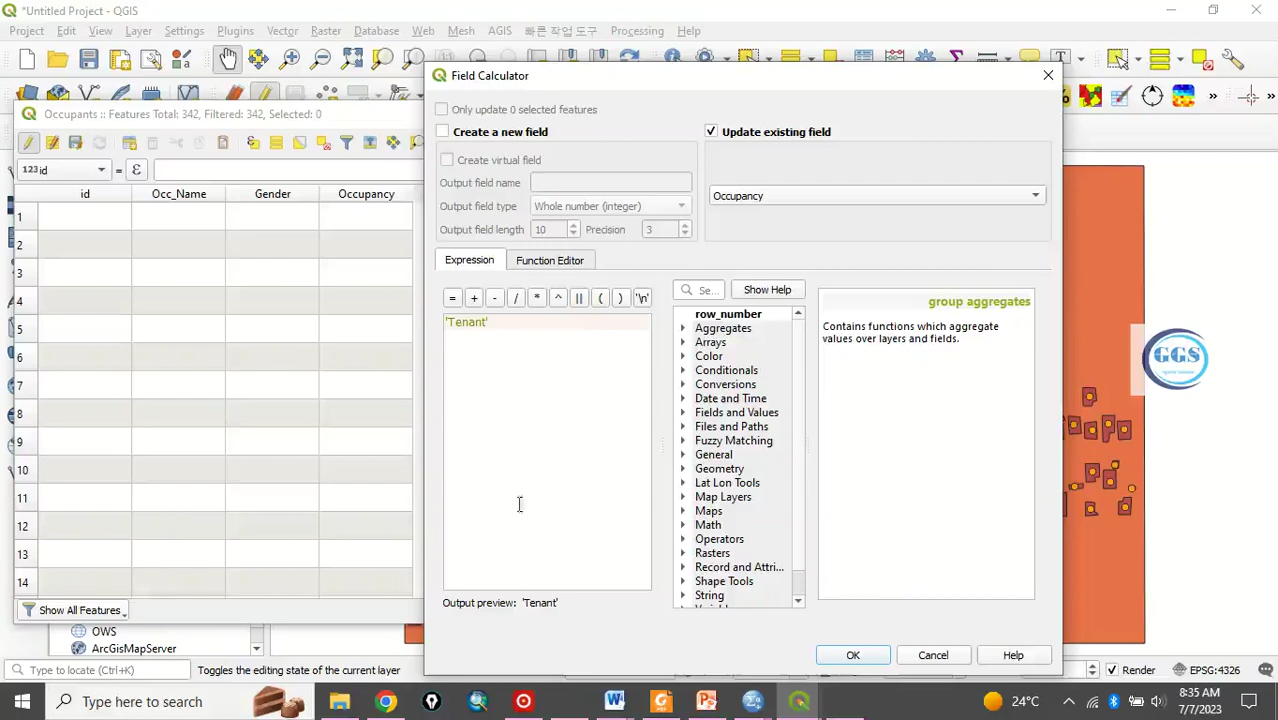 *Untitled Project - QGIS
Project Edit View Layer Settings Plugins Vector Raster Database Web Mesh AGIS 빠른 작업 도구 Processing Help
Occupants :: Features Total: 342, Filtered: 342, Selected: 0
123 id = ε
id Occ_Name Gender Occupancy
1
2
3
4
5
6
7
8
9
10
11
12
13
14
Show All Features
Field Calculator
Only update 0 selected features
Create a new field
Update existing field
Create virtual field
Output field name
Occupancy
Output field type Whole number (integer)
Output field length 10 Precision 3
Expression Function Editor
= + - / * ^ || ( ) '\n'
Se... Show Help
'Tenant'
row_number
Aggregates
Arrays
Color
Conditionals
Conversions
Date and Time
Fields and Values
Files and Paths
Fuzzy Matching
General
Geometry
Lat Lon Tools
Map Layers
Maps
Math
Operators
Rasters
Record and Attri...
Shape Tools
String
group aggregates
Contains functions which aggregate
values over layers and fields.
Output preview: 'Tenant'
OK Cancel Help
GGS
OWS
ArcGisMapServer
Type to locate (Ctrl+K) Toggles the editing state of the current layer Render EPSG:4326
Type here to search
24°C
8:35 AM
7/7/2023